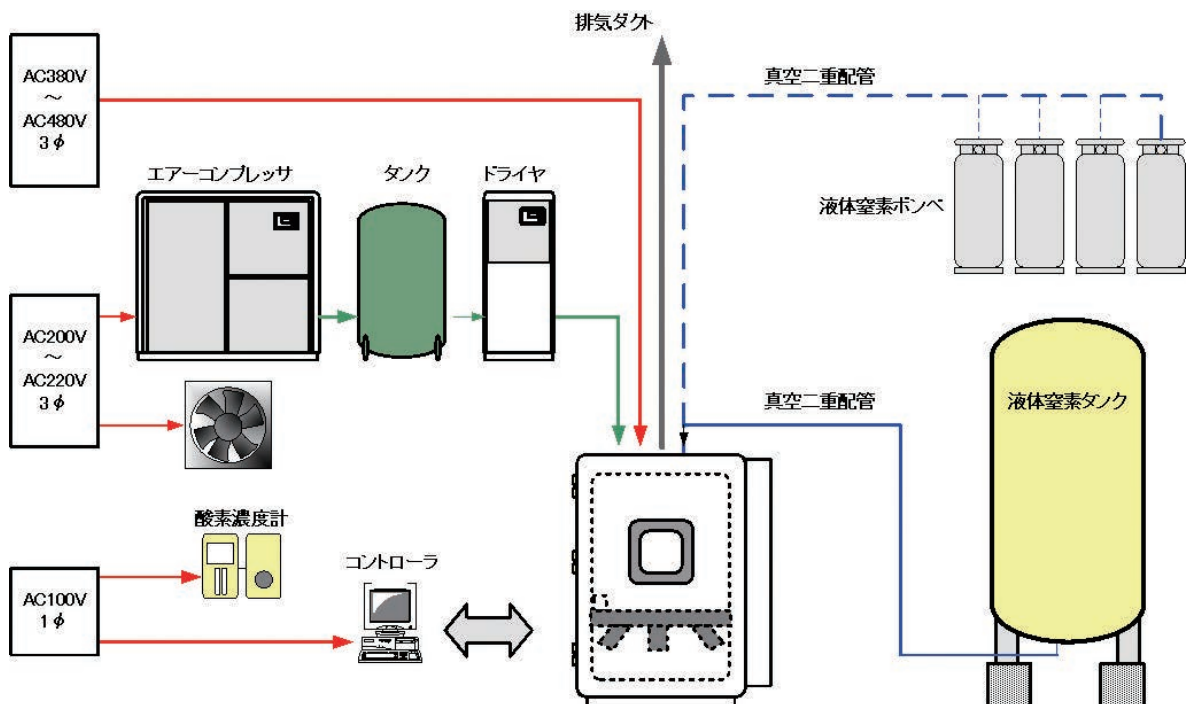 排気ダクト
AC380V
～
AC480V
3φ
真空二重配管
エアーコンプレッサ
タンク
ドライヤ
液体窒素ボンベ
AC200V
～
AC220V
3φ
真空二重配管
液体窒素タンク
酸素濃度計
コントローラ
AC100V
1φ